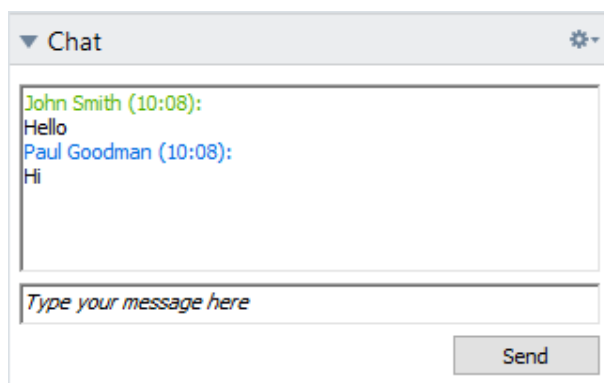 Chat
John Smith (10:08):
Hello
Paul Goodman (10:08):
Hi
Type your message here
Send